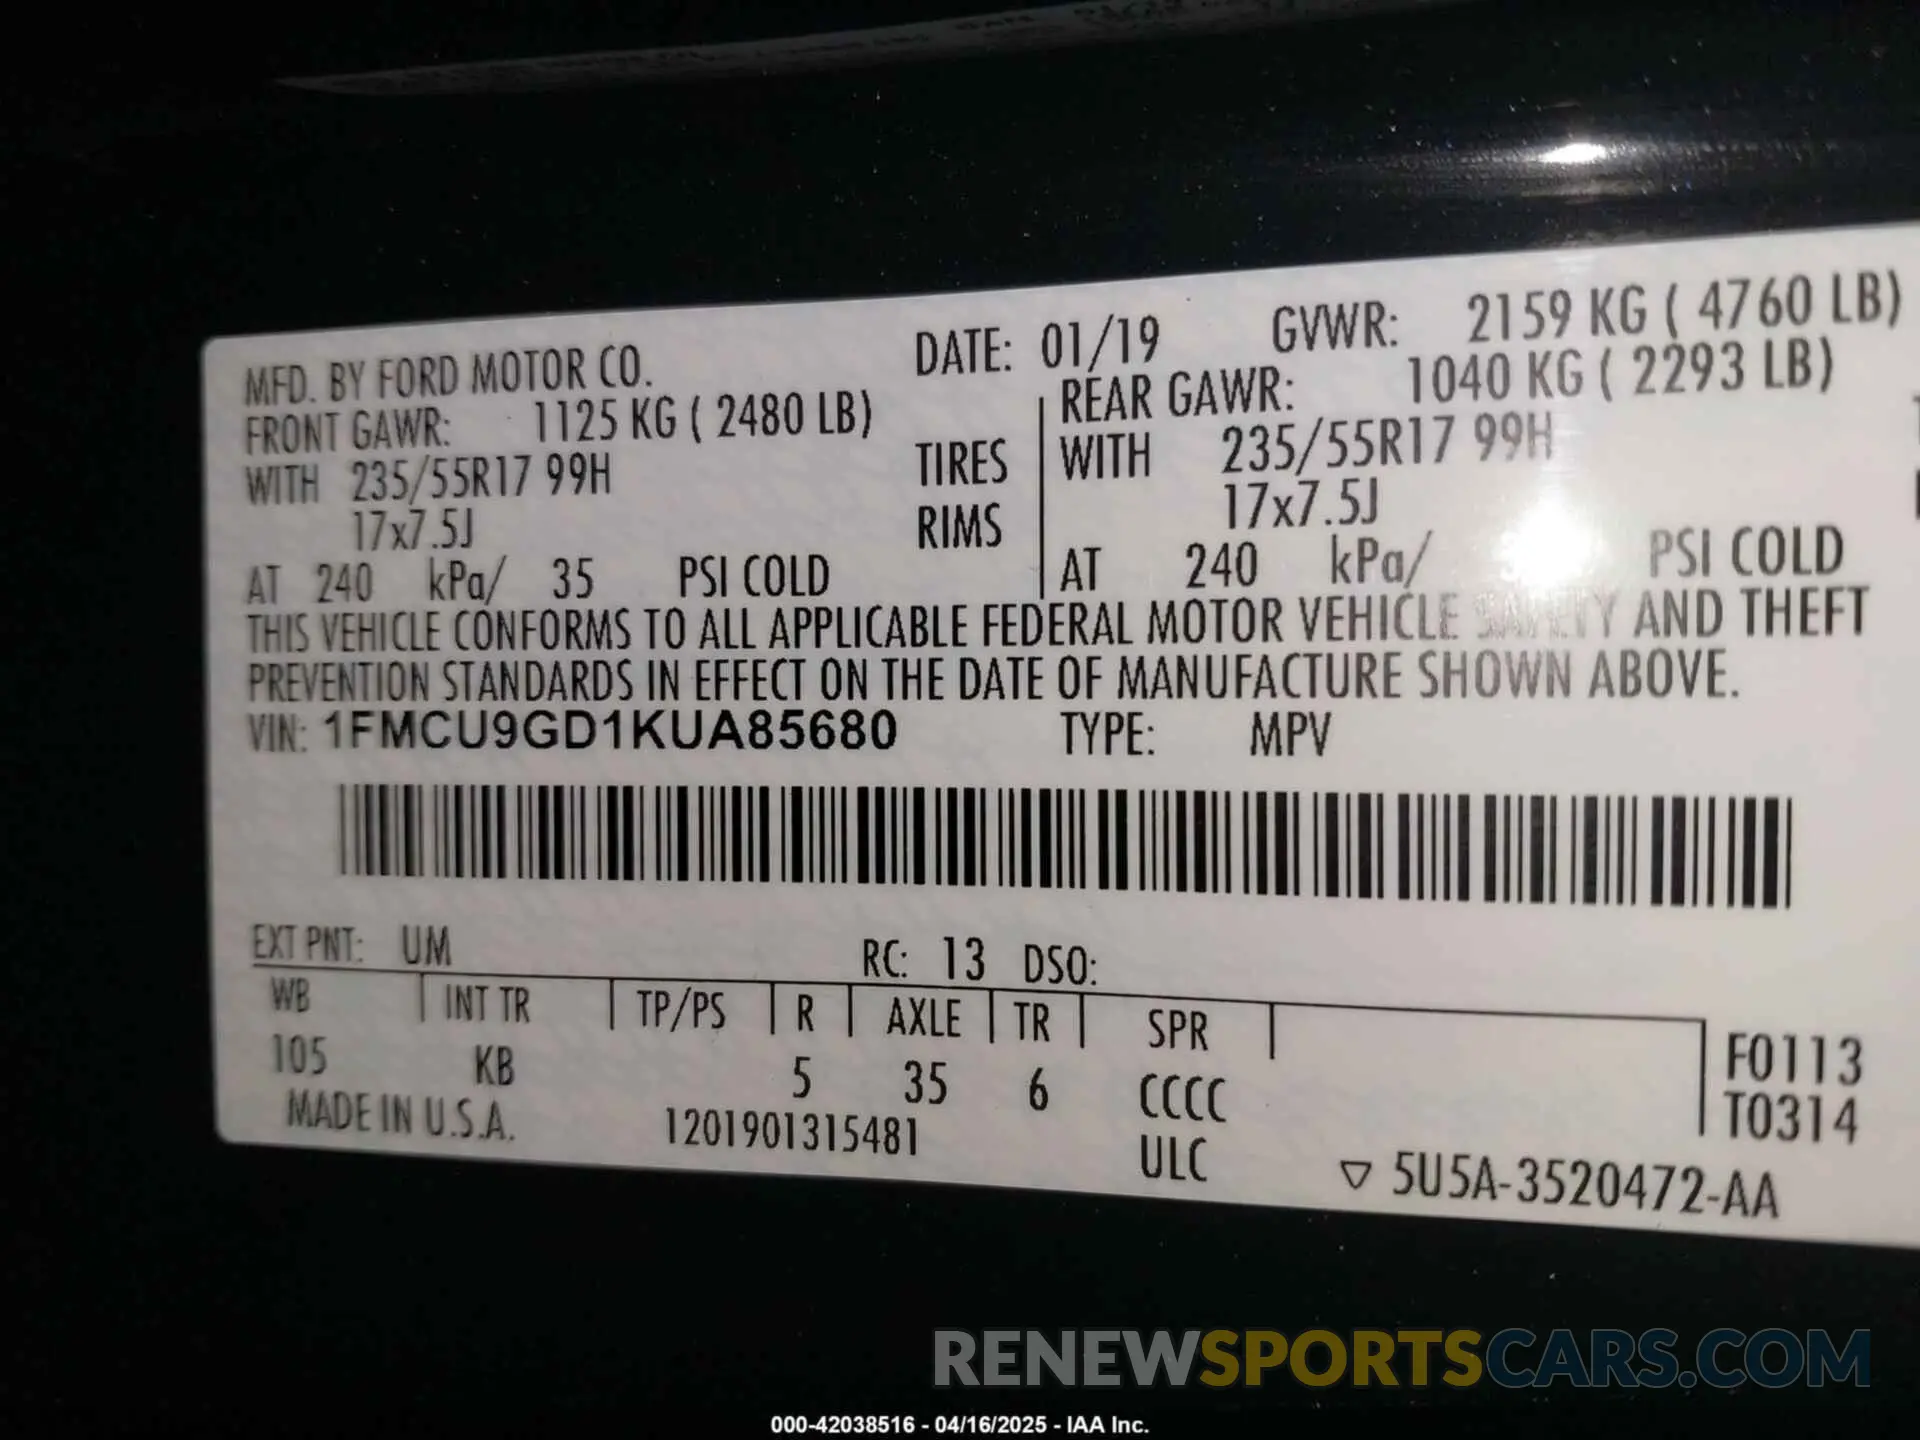 MFD. BY FORD MOTOR CO. DATE: 01/19 GVWR: 2159 KG ( 4760 LB)
FRONT GAWR: 1125 KG ( 2480 LB) REAR GAWR: 1040 KG ( 2293 LB)
WITH 235/55R17 99H TIRES WITH 235/55R17 99H
17x7.5J RIMS 17x7.5J
AT 240 kPa/ 35 PSI COLD AT 240 kPa/ PSI COLD
THIS VEHICLE CONFORMS TO ALL APPLICABLE FEDERAL MOTOR VEHICLE SAFETY AND THEFT
PREVENTION STANDARDS IN EFFECT ON THE DATE OF MANUFACTURE SHOWN ABOVE.
VIN: 1FMCU9GD1KUA85680 TYPE: MPV
EXT PNT: UM RC: 13 DSO:
WB INT TR TP/PS R AXLE TR SPR
105 KB 5 35 6 CCCC F0113
MADE IN U.S.A. 1201901315481 ULC T0314
▽ 5U5A-3520472-AA
RENEWSPORTSCARS.COM
000-42038516 - 04/16/2025 - IAA Inc.